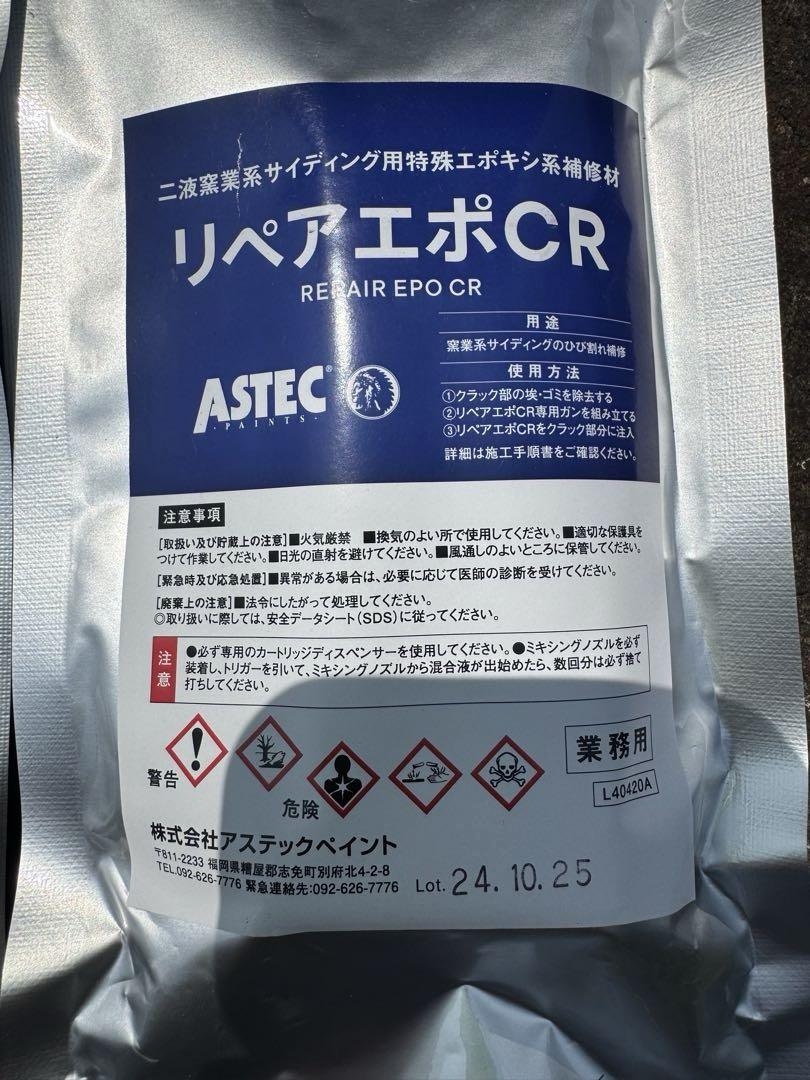 二液窯業系サイディング用特殊エポキシ系補修材
リペアエポCR
REPAIR EPO CR
用途
窯業系サイディングのひび割れ補修
使用方法
①クラック部の埃・ゴミを除去する
②リペアエポCR専用ガンを組み立てる
③リペアエポCRをクラック部分に注入
詳細は施工手順書をご確認ください。
ASTEC®
・PAINTS・
注意事項
[取扱い及び貯蔵上の注意]■火気厳禁 ■換気のよい所で使用してください。■適切な保護具を
つけて作業してください。■日光の直射を避けてください。■風通しのよいところに保管してください。
[緊急時及び応急処置]■異常がある場合は、必要に応じて医師の診断を受けてください。
[廃棄上の注意]■法令にしたがって処理してください。
◎取り扱いに際しては、安全データシート(SDS)に従ってください。
注意
●必ず専用のカートリッジディスペンサーを使用してください。●ミキシングノズルを必ず
装着し、トリガーを引いて、ミキシングノズルから混合液が出始めたら、数回分は必ず捨て
打ちしてください。
警告
危険
業務用
L40420A
株式会社アステックペイント
〒811-2233 福岡県糟屋郡志免町別府北4-2-8
TEL.092-626-7776 緊急連絡先:092-626-7776
Lot. 24.10.25